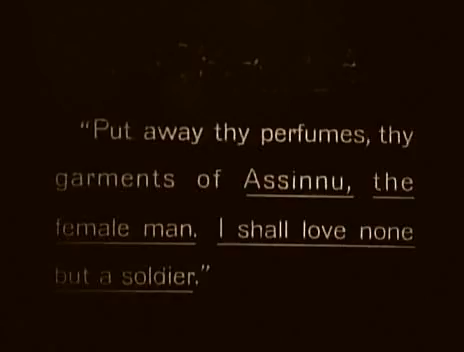 “Put away thy perfumes, thy
garments of Assinnu, the
female man. I shall love none
but a soldier.”